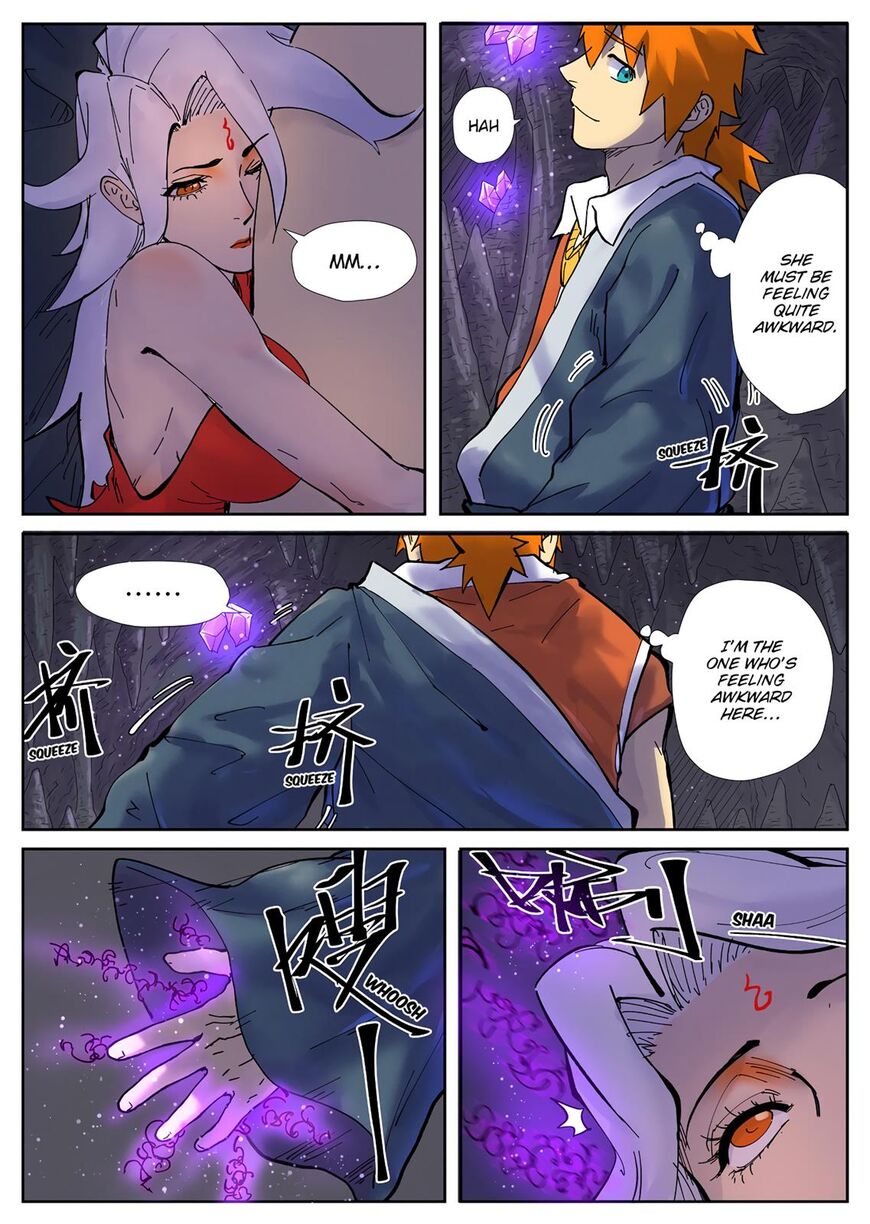 MM...
HAH
SHE
MUST BE
FEELING
QUITE
AWKWARD.
SQUEEZE
挤
......
I'M THE
ONE WHO'S
FEELING
AWKWARD
HERE...
挤
SQUEEZE
挤
SQUEEZE
嗖
WHOOSH
SHAA